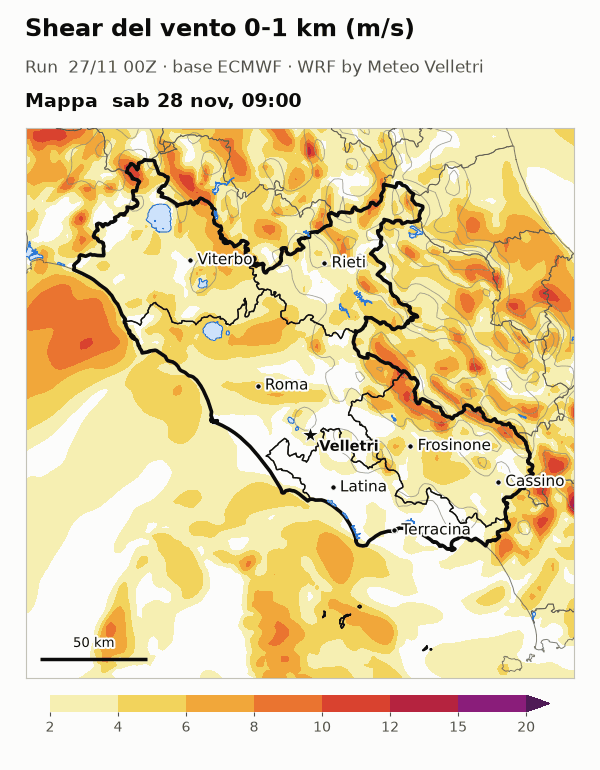 Shear del vento 0-1 km (m/s)
Run  27/11 00Z · base ECMWF · WRF by Meteo Velletri
Mappa  sab 28 nov, 09:00
Viterbo
Rieti
Roma
Velletri
Frosinone
Cassino
Latina
Terracina
50 km
2 4 6 8 10 12 15 20